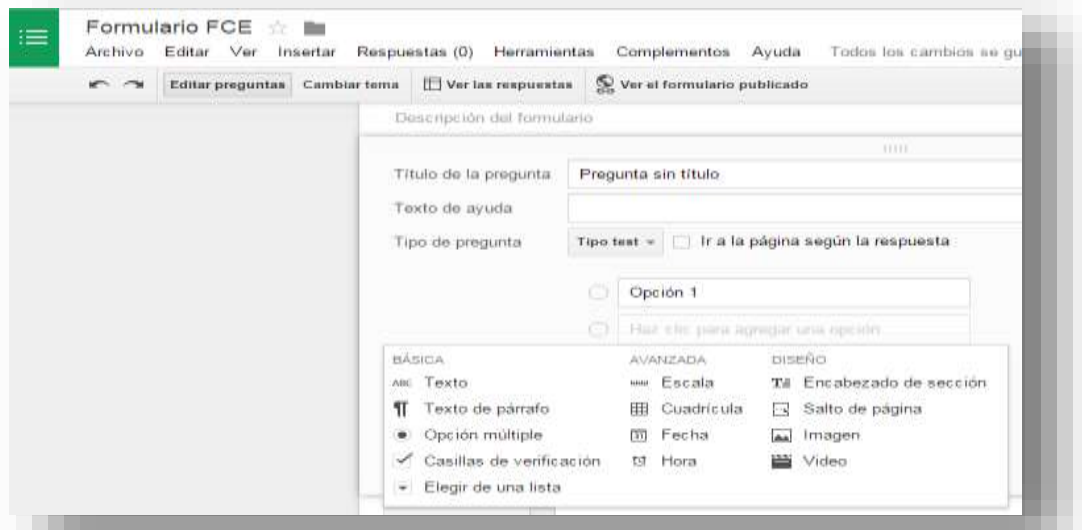 Formulario FCE
Archivo Editar Ver Insertar Respuestas (0) Herramientas Complementos Ayuda Todos los cambios se gu
Editar preguntas Cambiar tema Ver las respuestas Ver el formulario publicado
Descripción del formulario
Título de la pregunta Pregunta sin título
Texto de ayuda
Tipo de pregunta Tipo test Ir a la página según la respuesta
Opción 1
Haz clic para agregar una opción
BÁSICA AVANZADA DISEÑO
ABC Texto Escala Tt Encabezado de sección
¶ Texto de párrafo Cuadrícula Salto de página
Opción múltiple 31 Fecha Imagen
Casillas de verificación Hora Video
Elegir de una lista